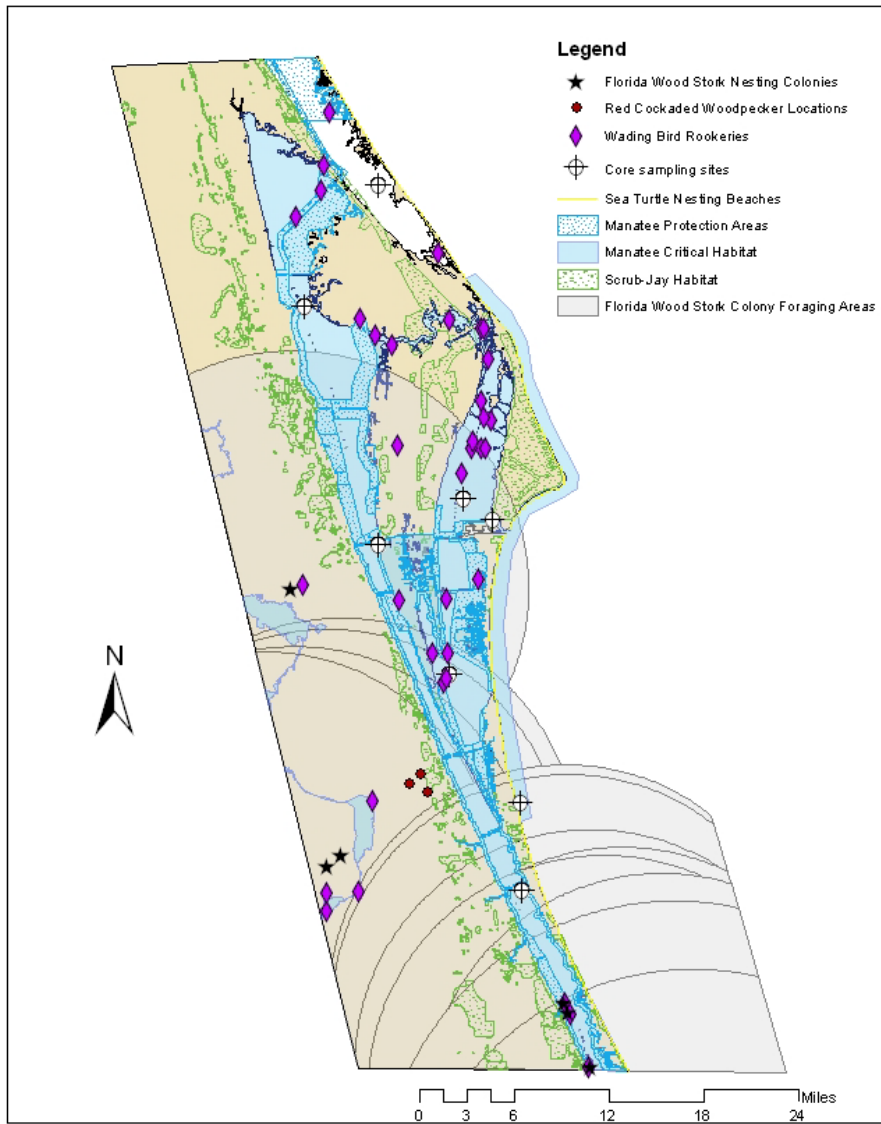 Legend
Florida Wood Stork Nesting Colonies
Red Cockaded Woodpecker Locations
Wading Bird Rookeries
Core sampling sites
Sea Turtle Nesting Beaches
Manatee Protection Areas
Manatee Critical Habitat
Scrub-Jay Habitat
Florida Wood Stork Colony Foraging Areas
N
Miles
0 3 6 12 18 24